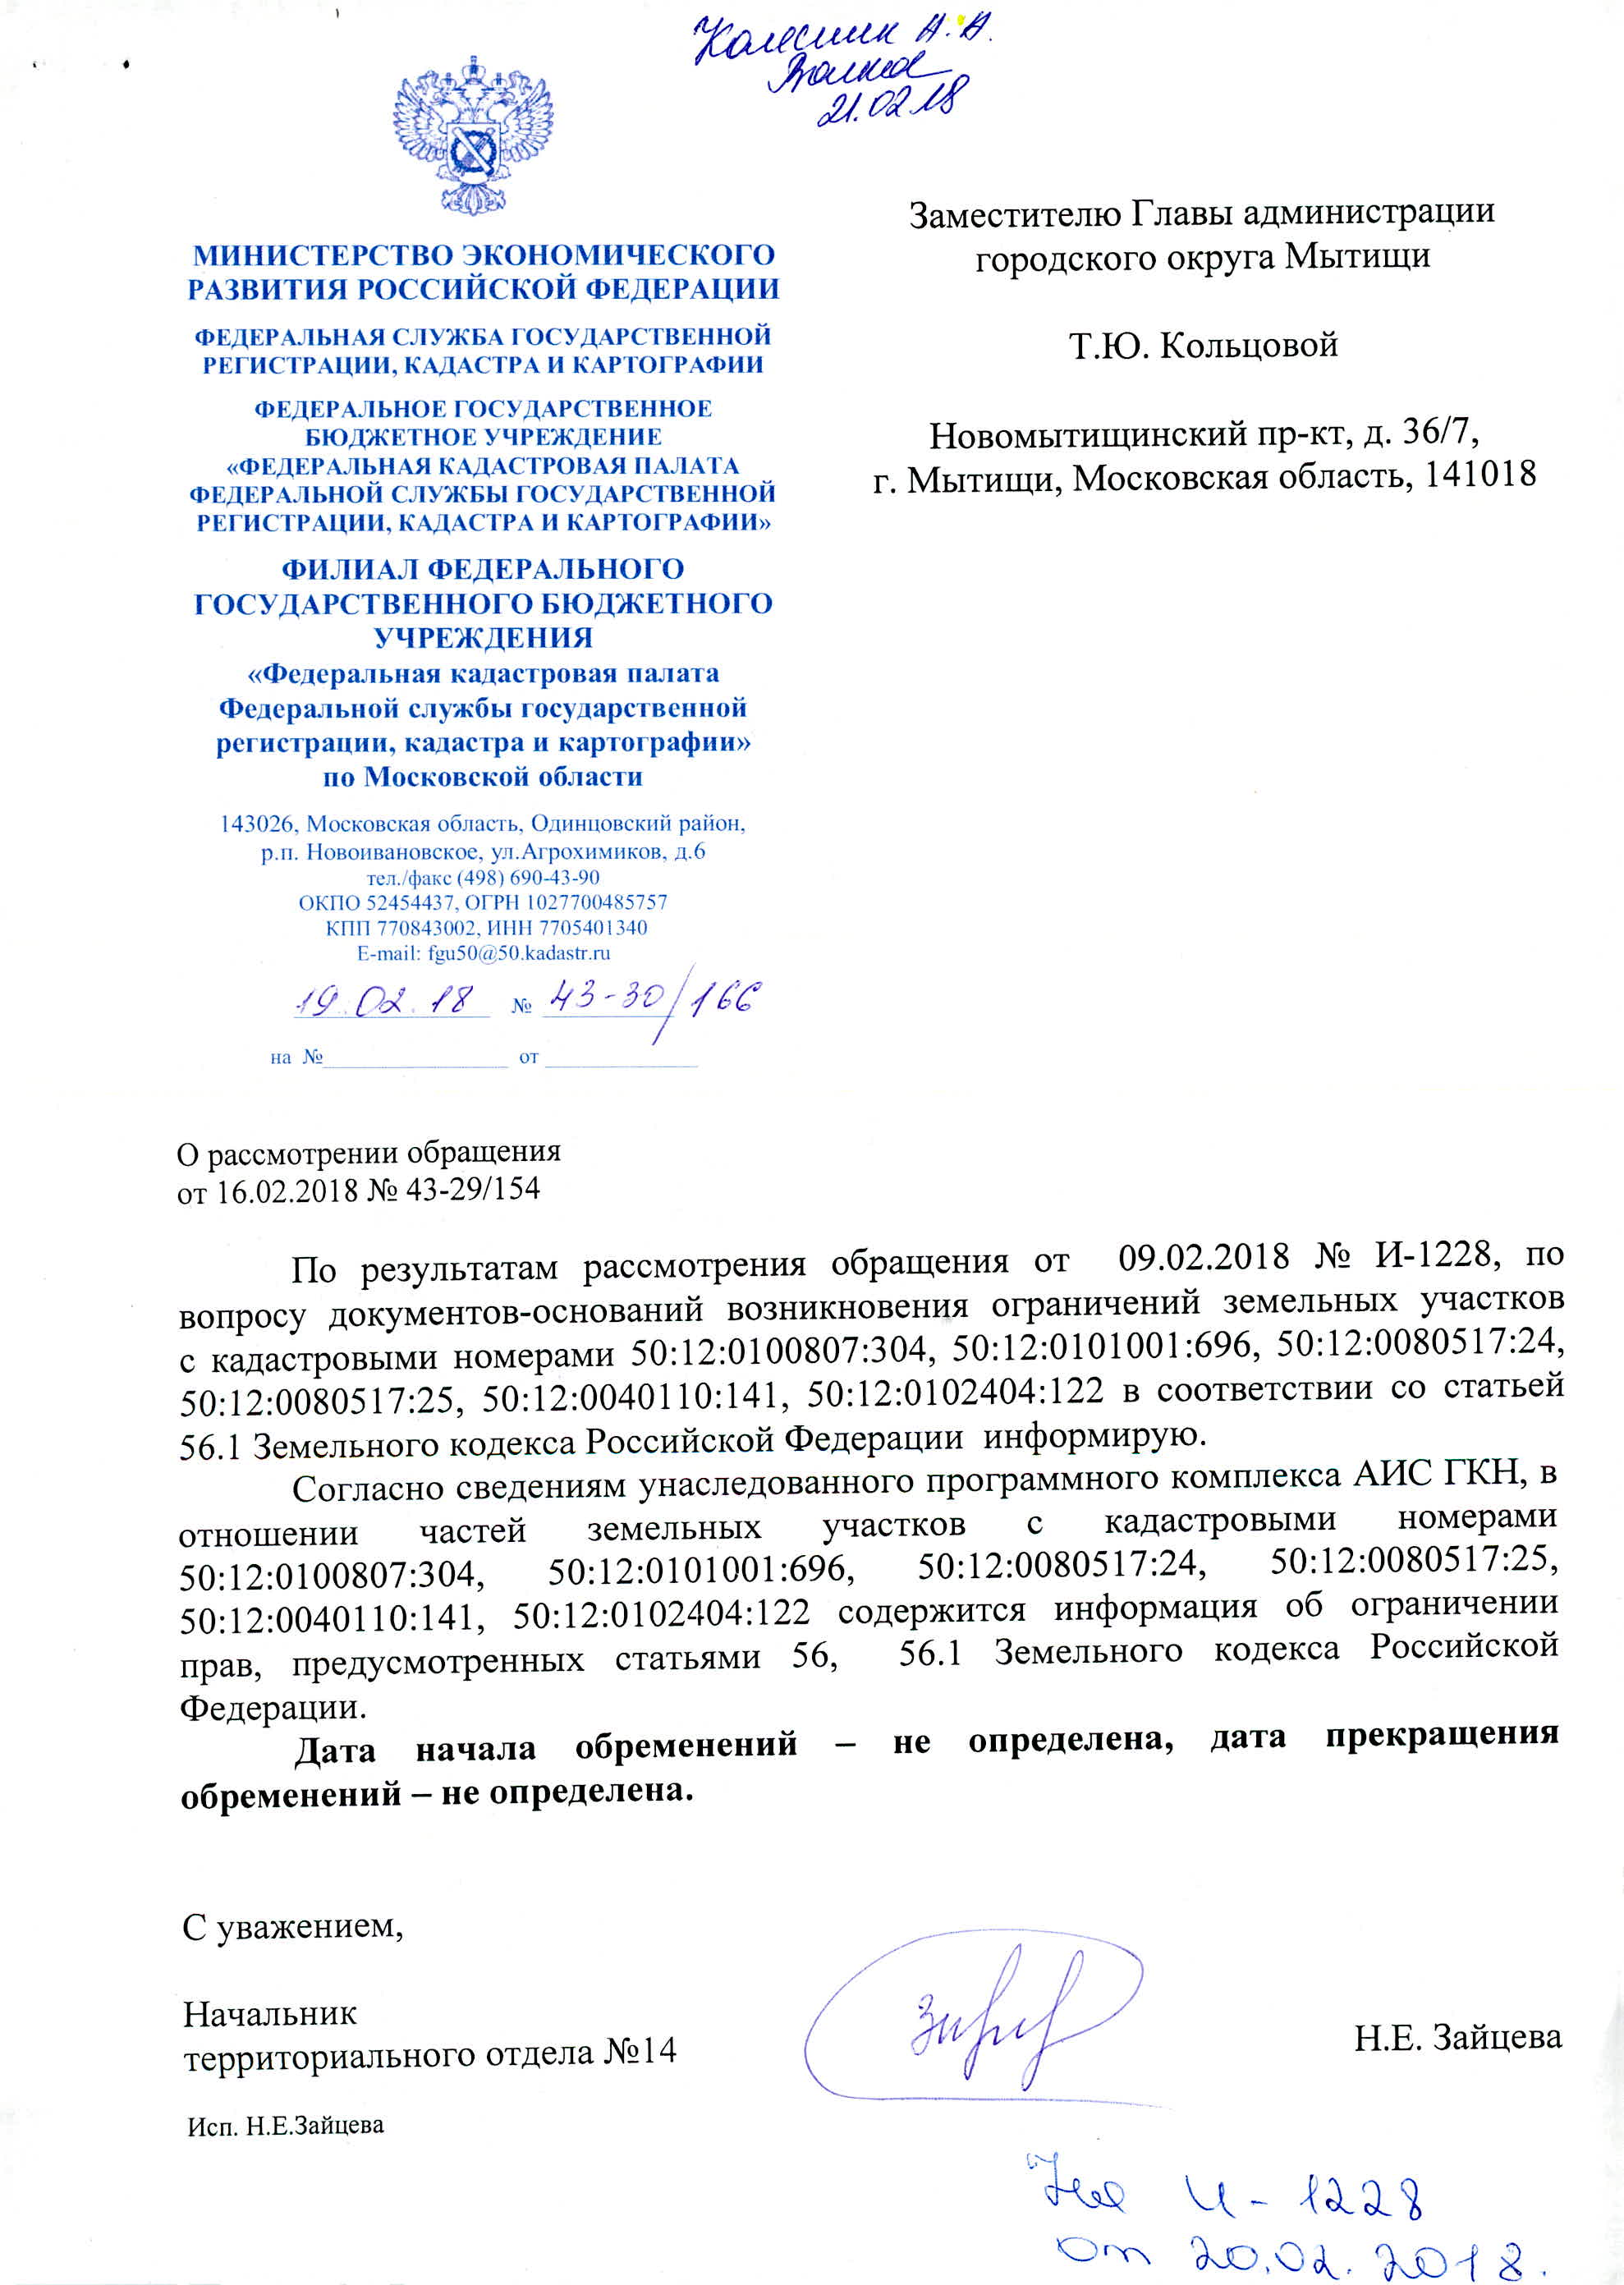 Колесник А.А.
21.02.18
МИНИСТЕРСТВО ЭКОНОМИЧЕСКОГО
РАЗВИТИЯ РОССИЙСКОЙ ФЕДЕРАЦИИ
ФЕДЕРАЛЬНАЯ СЛУЖБА ГОСУДАРСТВЕННОЙ
РЕГИСТРАЦИИ, КАДАСТРА И КАРТОГРАФИИ
ФЕДЕРАЛЬНОЕ ГОСУДАРСТВЕННОЕ
БЮДЖЕТНОЕ УЧРЕЖДЕНИЕ
«ФЕДЕРАЛЬНАЯ КАДАСТРОВАЯ ПАЛАТА
ФЕДЕРАЛЬНОЙ СЛУЖБЫ ГОСУДАРСТВЕННОЙ
РЕГИСТРАЦИИ, КАДАСТРА И КАРТОГРАФИИ»
ФИЛИАЛ ФЕДЕРАЛЬНОГО
ГОСУДАРСТВЕННОГО БЮДЖЕТНОГО
УЧРЕЖДЕНИЯ
«Федеральная кадастровая палата
Федеральной службы государственной
регистрации, кадастра и картографии»
по Московской области
143026, Московская область, Одинцовский район,
р.п. Новоивановское, ул.Агрохимиков, д.6
тел./факс (498) 690-43-90
ОКПО 52454437, ОГРН 1027700485757
КПП 770843002, ИНН 7705401340
E-mail: fgu50@50.kadastr.ru
19.02.18 № 43-30/166
на № от
Заместителю Главы администрации
городского округа Мытищи
Т.Ю. Кольцовой
Новомытищинский пр-кт, д. 36/7,
г. Мытищи, Московская область, 141018
О рассмотрении обращения
от 16.02.2018 № 43-29/154
По результатам рассмотрения обращения от 09.02.2018 № И-1228, по
вопросу документов-оснований возникновения ограничений земельных участков
с кадастровыми номерами 50:12:0100807:304, 50:12:0101001:696, 50:12:0080517:24,
50:12:0080517:25, 50:12:0040110:141, 50:12:0102404:122 в соответствии со статьей
56.1 Земельного кодекса Российской Федерации информирую.
Согласно сведениям унаследованного программного комплекса АИС ГКН, в
отношении частей земельных участков с кадастровыми номерами
50:12:0100807:304, 50:12:0101001:696, 50:12:0080517:24, 50:12:0080517:25,
50:12:0040110:141, 50:12:0102404:122 содержится информация об ограничении
прав, предусмотренных статьями 56, 56.1 Земельного кодекса Российской
Федерации.
Дата начала обременений – не определена, дата прекращения
обременений – не определена.
С уважением,
Начальник
территориального отдела №14
Н.Е. Зайцева
Исп. Н.Е.Зайцева
На И-1228
от 20.02.2018.